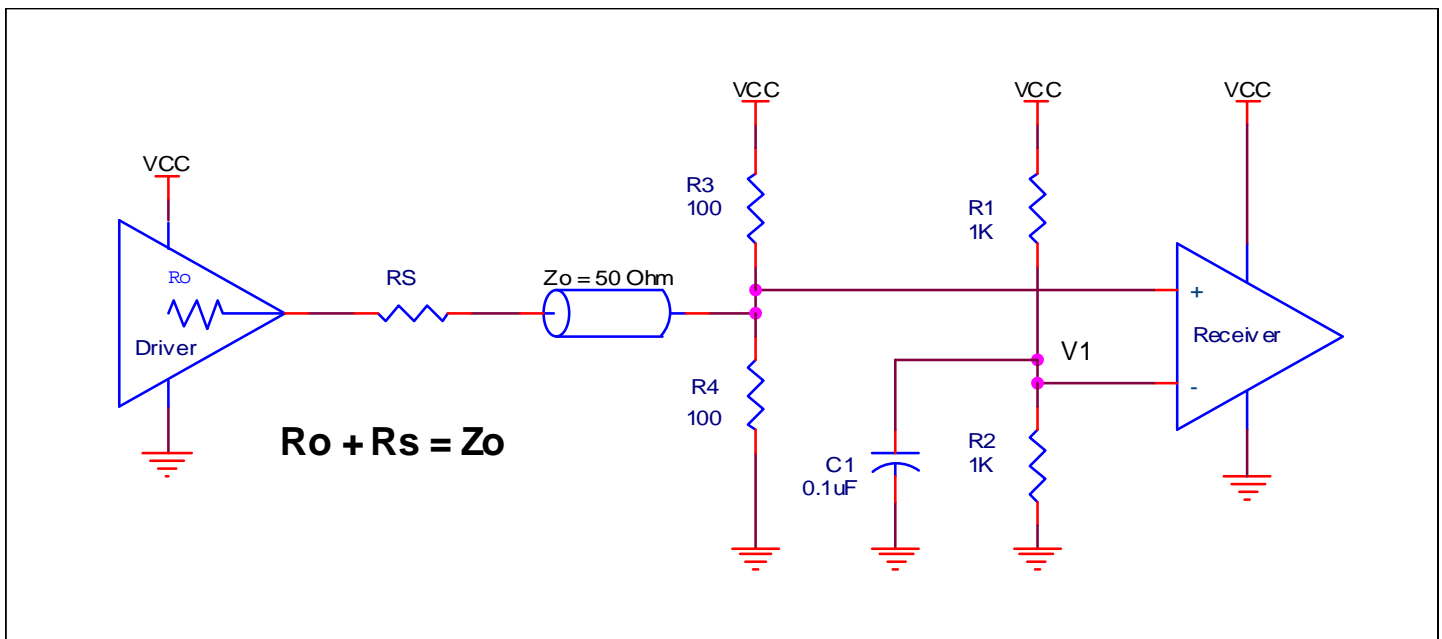 VCC
VCC
VCC
VCC
R3
100
R1
1K
Ro
RS
Zo = 50 Ohm
+
Driver
Receiver
V1
R4
100
-
Ro + Rs = Zo
C1
0.1uF
R2
1K